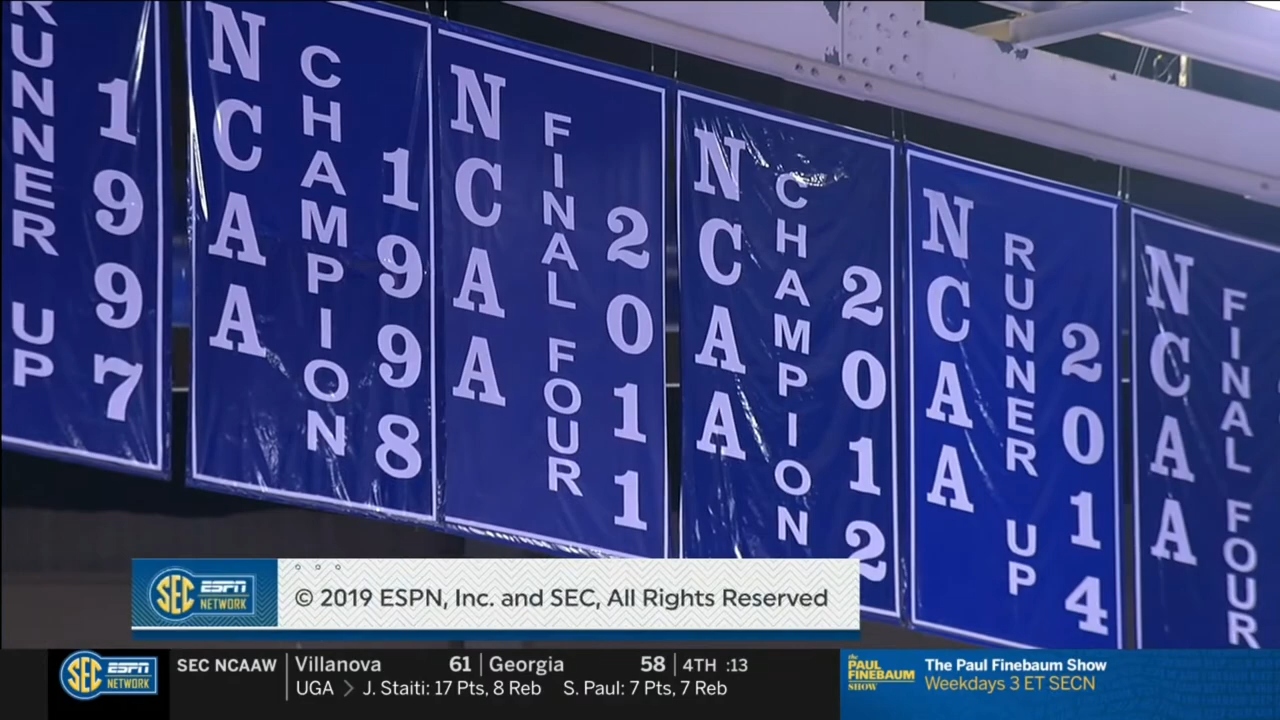 RUNNER UP
1997
NCAA
CHAMPION
1998
NCAA
FINAL FOUR
2011
NCAA
CHAMPION
2012
NCAA
RUNNER UP
2014
NCAA
FINAL FOUR
SEC ESPN NETWORK
© 2019 ESPN, Inc. and SEC, All Rights Reserved
SEC ESPN NETWORK
SEC NCAAW
Villanova 61 Georgia 58 4TH :13
UGA > J. Staiti: 17 Pts, 8 Reb S. Paul: 7 Pts, 7 Reb
the PAUL FINEBAUM SHOW
The Paul Finebaum Show
Weekdays 3 ET SECN